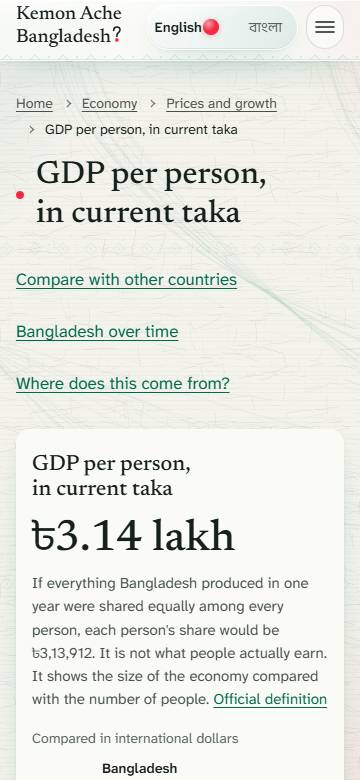 Kemon Ache
Bangladesh?
English
বাংলা
Home > Economy > Prices and growth
> GDP per person, in current taka
GDP per person,
in current taka
Compare with other countries
Bangladesh over time
Where does this come from?
GDP per person,
in current taka
৳3.14 lakh
If everything Bangladesh produced in one
year were shared equally among every
person, each person's share would be
৳3,13,912. It is not what people actually earn.
It shows the size of the economy compared
with the number of people. Official definition
Compared in international dollars
Bangladesh